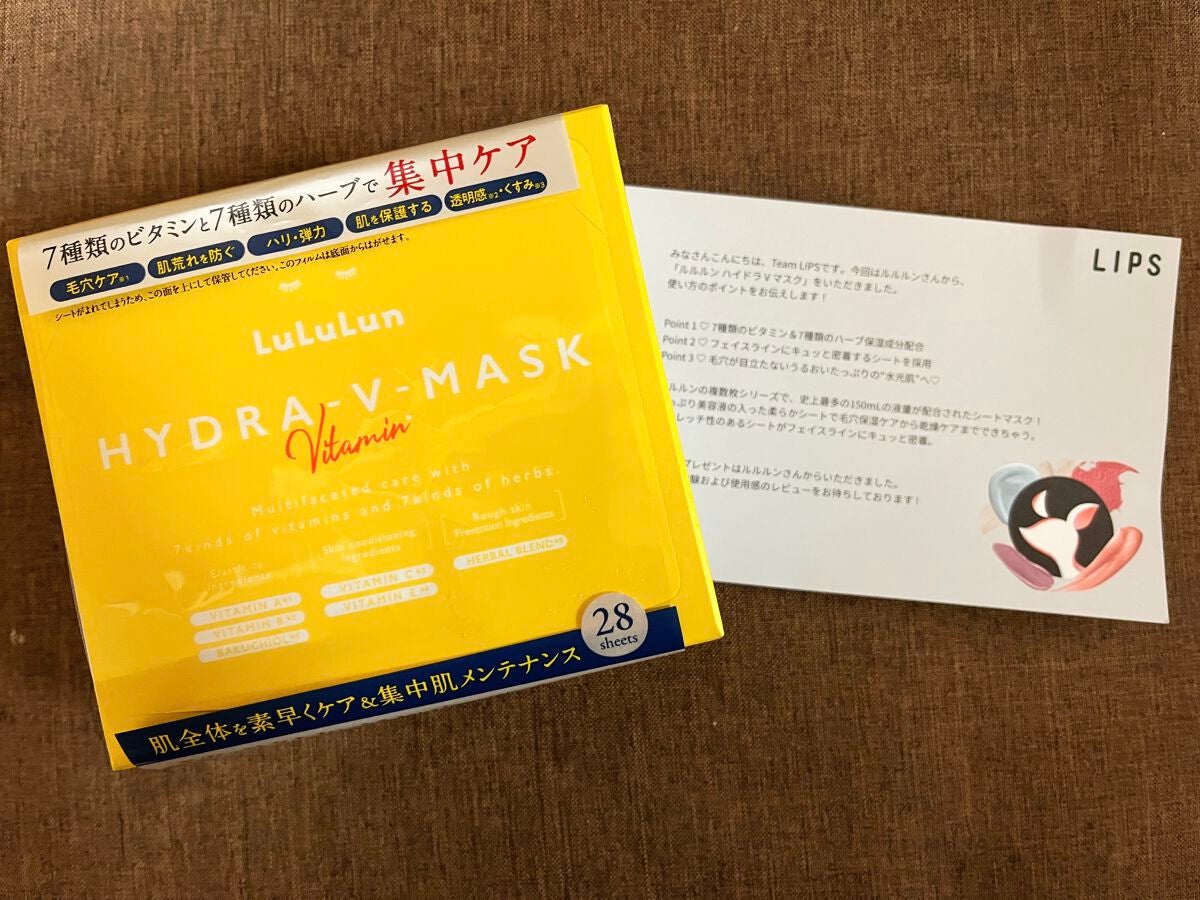 7種類のビタミンと7種類のハーブで 集中ケア
毛穴ケア※1 肌荒れを防ぐ ハリ・弾力 肌を保護する 透明感※2・くすみ※3
シートがよれてしまうため、この面を上にして保管してください。このフィルムは底面からはがせます。
LuLuLun
HYDRA-V-MASK
Vitamin
Multifaceted care with
7kinds of vitamins and 7kinds of herbs.
Elasticity
Ingredients
VITAMIN A※1
VITAMIN B※2
BAKUCHIOL※5
Skin conditioning
Ingredients
VITAMIN C※3
VITAMIN E※4
Rough skin
Prevention Ingredients
HERBAL BLEND※6
28
sheets
肌全体を素早くケア&集中肌メンテナンス
LIPS
みなさんこんにちは、Team LIPSです。今回はルルルンさんから、
「ルルルン ハイドラ V マスク」をいただきました。
使い方のポイントをお伝えします！
Point 1 ♡ 7種類のビタミン＆7種類のハーブ保湿成分配合
Point 2 ♡ フェイスラインにキュッと密着するシートを採用
Point 3 ♡ 毛穴が目立たないうるおいたっぷりの"水光肌"へ♡
ルルンの複数枚シリーズで、史上最多の150mLの液量が配合されたシートマスク！
っぷり美容液の入った柔らかシートで毛穴保湿ケアから乾燥ケアまでできちゃう。
レッチ性のあるシートがフェイスラインにキュッと密着。
プレゼントはルルルンさんからいただきました。
験および使用感のレビューをお待ちしております！